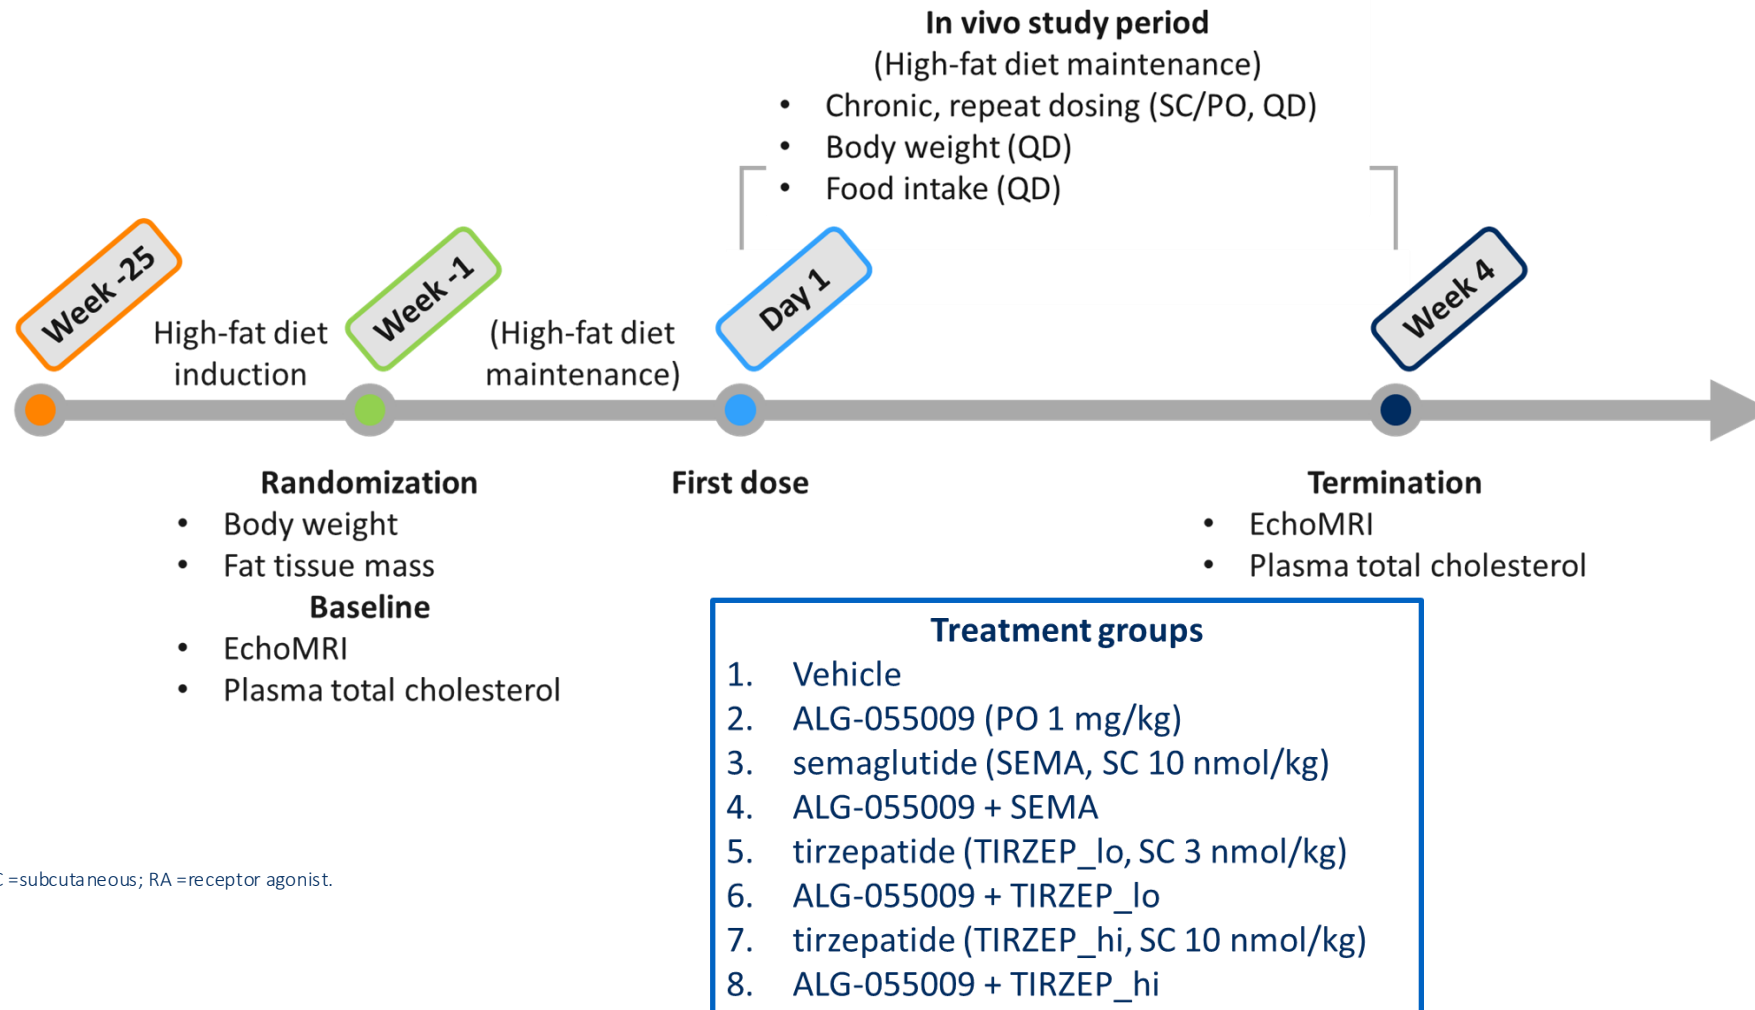 In vivo study period
(High-fat diet maintenance)
• Chronic, repeat dosing (SC/PO, QD)
• Body weight (QD)
• Food intake (QD)
Week -25
High-fat diet
induction
Week -1
(High-fat diet
maintenance)
Day 1
Week 4
Randomization
• Body weight
• Fat tissue mass
Baseline
• EchoMRI
• Plasma total cholesterol
First dose
Termination
• EchoMRI
• Plasma total cholesterol
Treatment groups
1. Vehicle
2. ALG-055009 (PO 1 mg/kg)
3. semaglutide (SEMA, SC 10 nmol/kg)
4. ALG-055009 + SEMA
5. tirzepatide (TIRZEP_lo, SC 3 nmol/kg)
6. ALG-055009 + TIRZEP_lo
7. tirzepatide (TIRZEP_hi, SC 10 nmol/kg)
8. ALG-055009 + TIRZEP_hi
=subcutaneous; RA =receptor agonist.